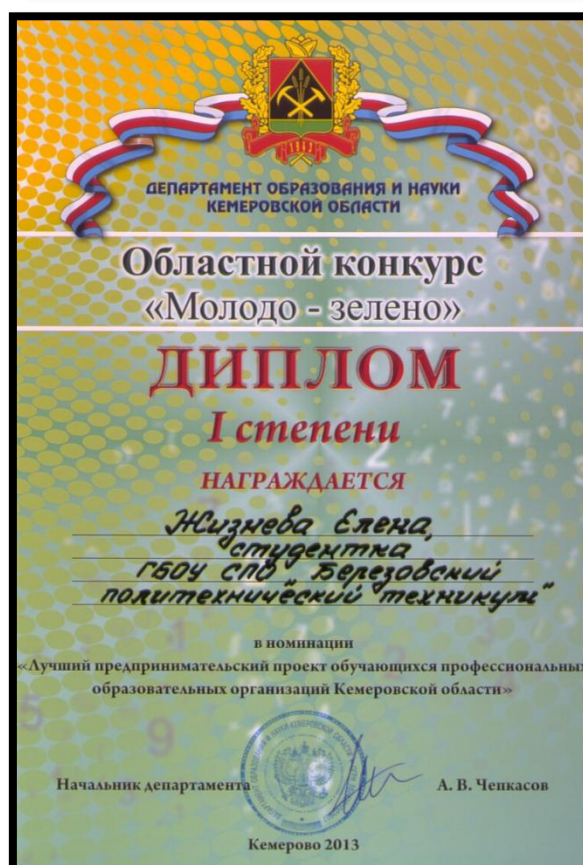 1943
ДЕПАРТАМЕНТ ОБРАЗОВАНИЯ И НАУКИ
КЕМЕРОВСКОЙ ОБЛАСТИ
Областной конкурс
«Молодо - зелено»
ДИПЛОМ
I степени
НАГРАЖДАЕТСЯ
Жизнева Елена,
студентка
ГБОУ СПО "Березовский
политехнический техникум"
в номинации
«Лучший предпринимательский проект обучающихся профессиональных
образовательных организаций Кемеровской области»
Начальник департамента
А. В. Чепкасов
Кемерово 2013